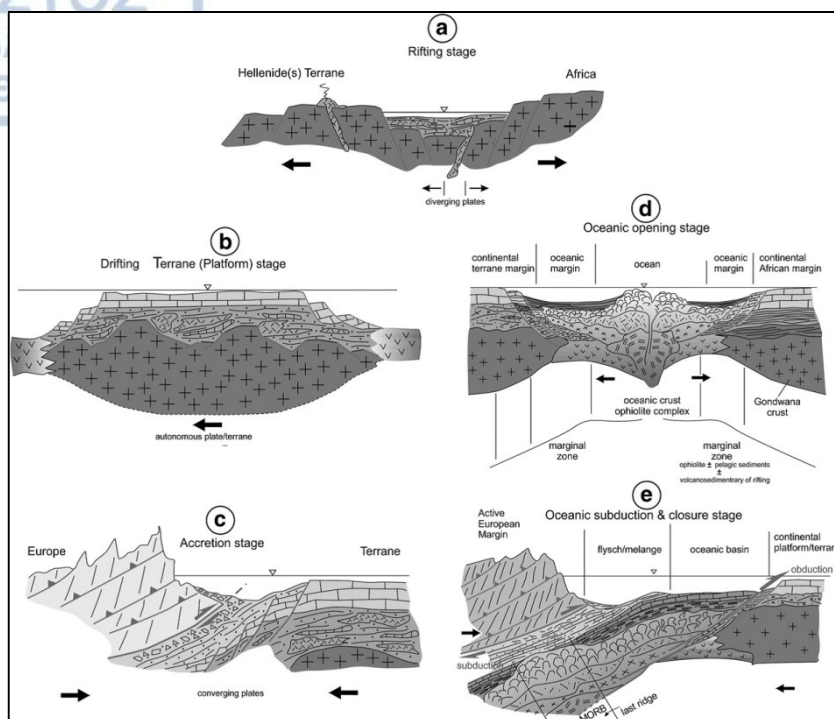 a
Rifting stage
Hellenide(s) Terrane
Africa
diverging plates
b
Drifting Terrane (Platform) stage
autonomous plate/terrane
c
Accretion stage
Europe
Terrane
converging plates
d
Oceanic opening stage
continental terrane margin
oceanic margin
ocean
oceanic margin
continental African margin
oceanic crust
ophiolite complex
Gondwana
crust
marginal
zone
marginal
zone
ophiolite ± pelagic sediments
±
volcanosedimentrary of rifting
e
Oceanic subduction & closure stage
Active
European
Margin
flysch/melange
oceanic basin
continental
platform/terran
obduction
subduction
MORB
last ridge